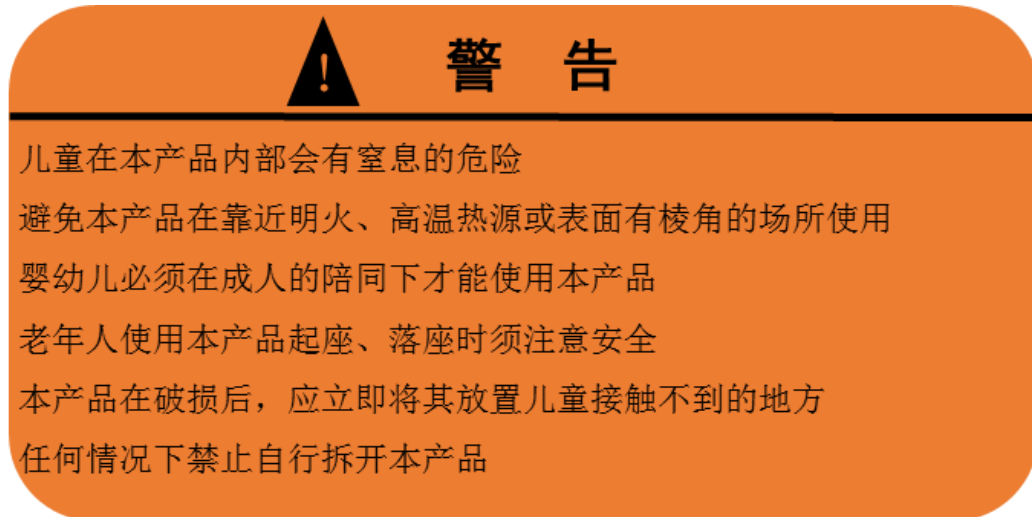 警 告
儿童在本产品内部会有窒息的危险
避免本产品在靠近明火、高温热源或表面有棱角的场所使用
婴幼儿必须在成人的陪同下才能使用本产品
老年人使用本产品起座、落座时须注意安全
本产品在破损后，应立即将其放置儿童接触不到的地方
任何情况下禁止自行拆开本产品